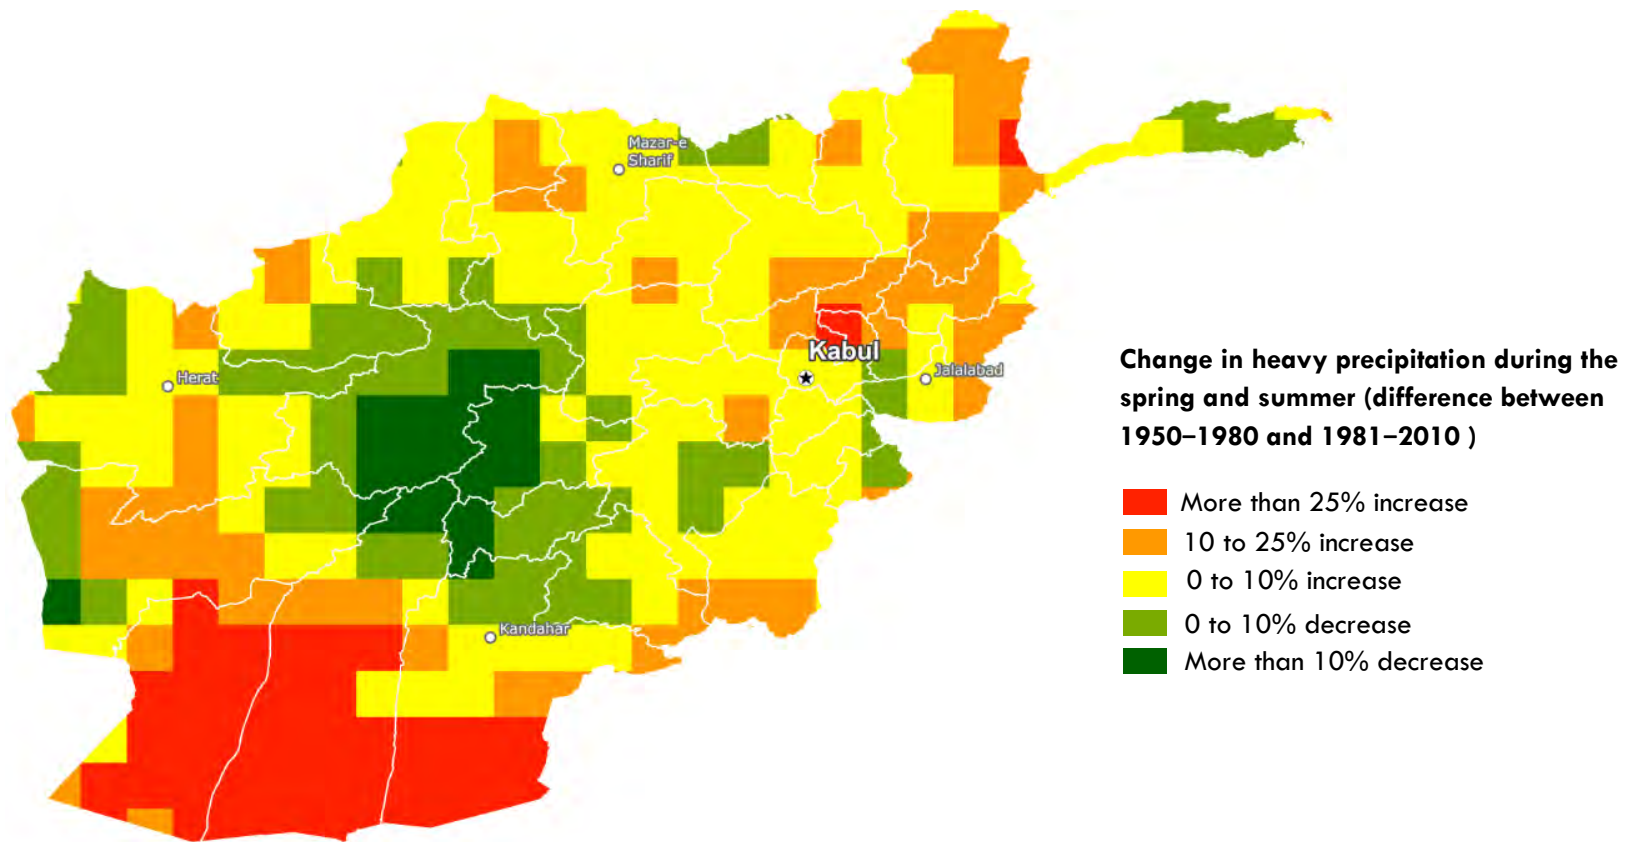 Mazar-e
Sharif
Herat
Kabul
Jalalabad
Kandahar
Change in heavy precipitation during the
spring and summer (difference between
1950–1980 and 1981–2010 )
More than 25% increase
10 to 25% increase
0 to 10% increase
0 to 10% decrease
More than 10% decrease